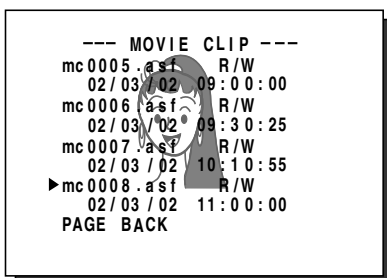 --- MOVIE CLIP ---
mc0005.asf R/W
02/03/02 09:00:00
mc0006.asf R/W
02/03/02 09:30:25
mc0007.asf R/W
02/03/02 10:10:55
▶mc0008.asf R/W
02/03/02 11:00:00
PAGE BACK